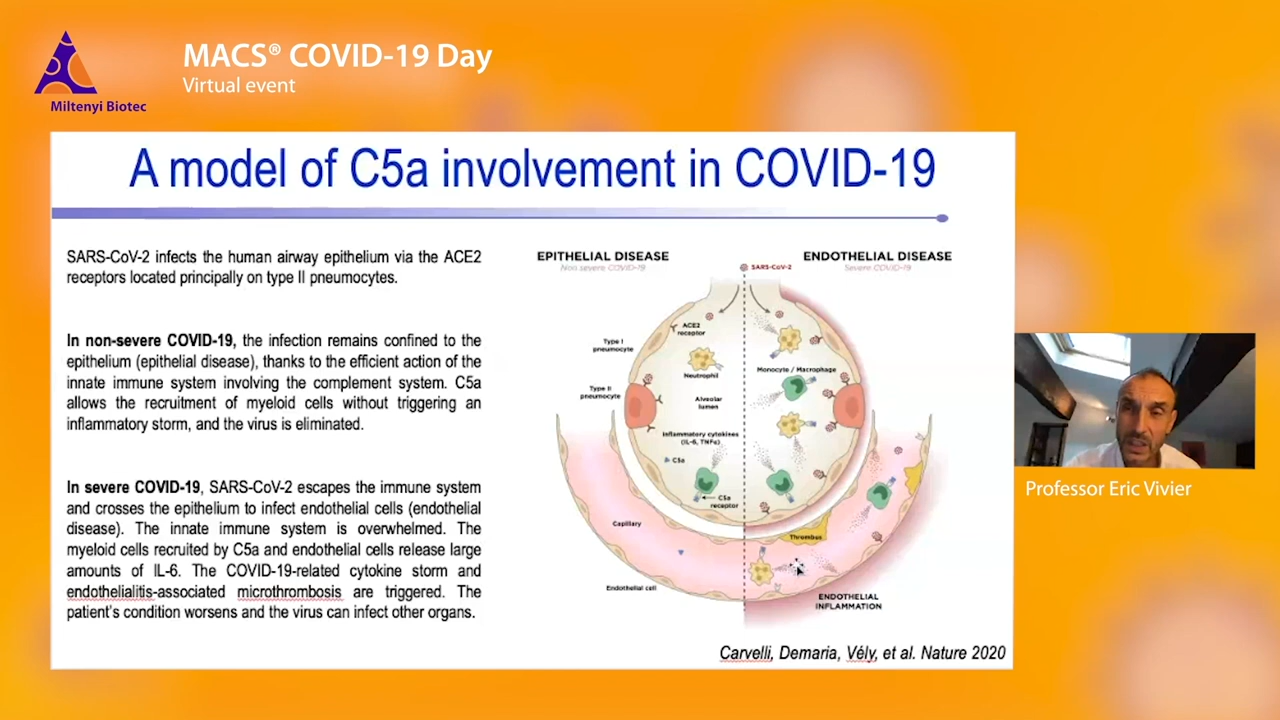 MACS® COVID-19 Day
Virtual event
Miltenyi Biotec
A model of C5a involvement in COVID-19
SARS-CoV-2 infects the human airway epithelium via the ACE2
receptors located principally on type II pneumocytes.
In non-severe COVID-19, the infection remains confined to the
epithelium (epithelial disease), thanks to the efficient action of the
innate immune system involving the complement system. C5a
allows the recruitment of myeloid cells without triggering an
inflammatory storm, and the virus is eliminated.
In severe COVID-19, SARS-CoV-2 escapes the immune system
and crosses the epithelium to infect endothelial cells (endothelial
disease). The innate immune system is overwhelmed. The
myeloid cells recruited by C5a and endothelial cells release large
amounts of IL-6. The COVID-19-related cytokine storm and
endothelialitis-associated microthrombosis are triggered. The
patient's condition worsens and the virus can infect other organs.
EPITHELIAL DISEASE
Non severe COVID-19
ENDOTHELIAL DISEASE
Severe COVID-19
SARS-CoV-2
ACE2
receptor
Type I
pneumocyte
Neutrophil
Monocyte / Macrophage
Type II
pneumocyte
Alveolar
lumen
Inflammatory cytokines
(IL-6, TNFα)
C5a
C5a
receptor
Capillary
Thrombus
Endothelial cell
ENDOTHELIAL
INFLAMMATION
Carvelli, Demaria, Vély, et al. Nature 2020
Professor Eric Vivier